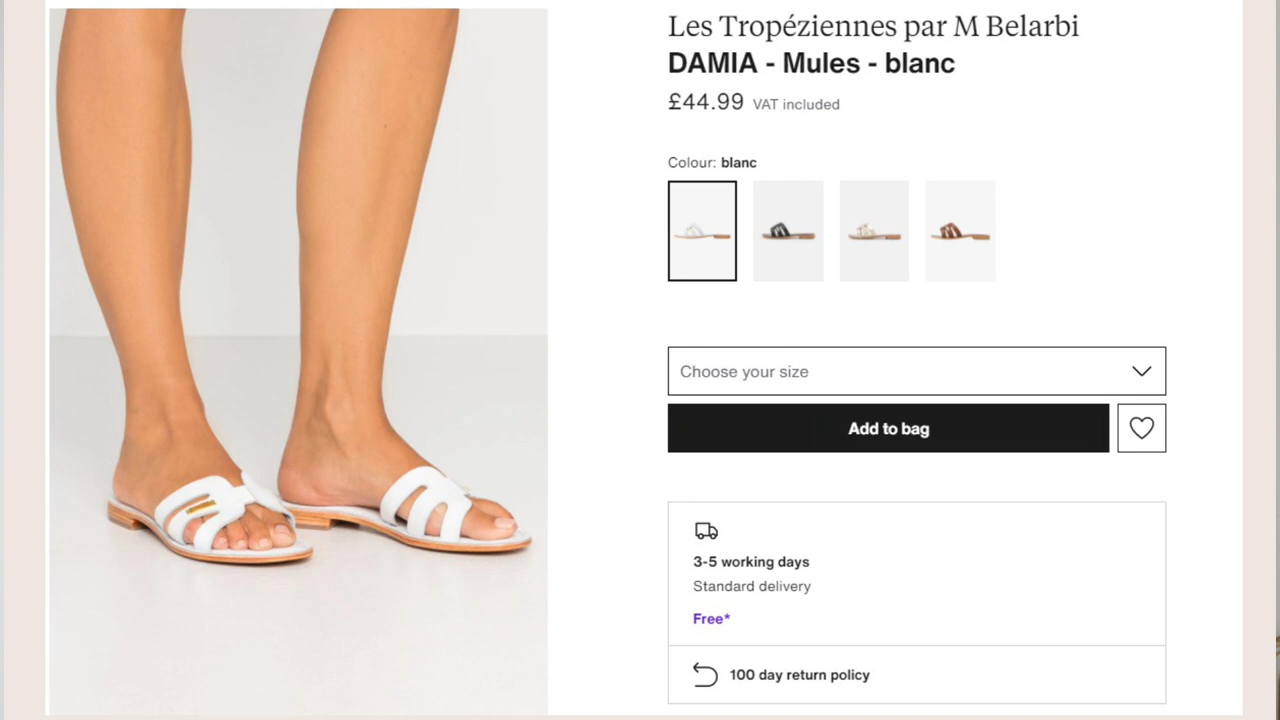 Les Tropéziennes par M Belarbi
DAMIA - Mules - blanc
£44.99 VAT included
Colour: blanc
Choose your size
Add to bag
3-5 working days
Standard delivery
Free*
100 day return policy